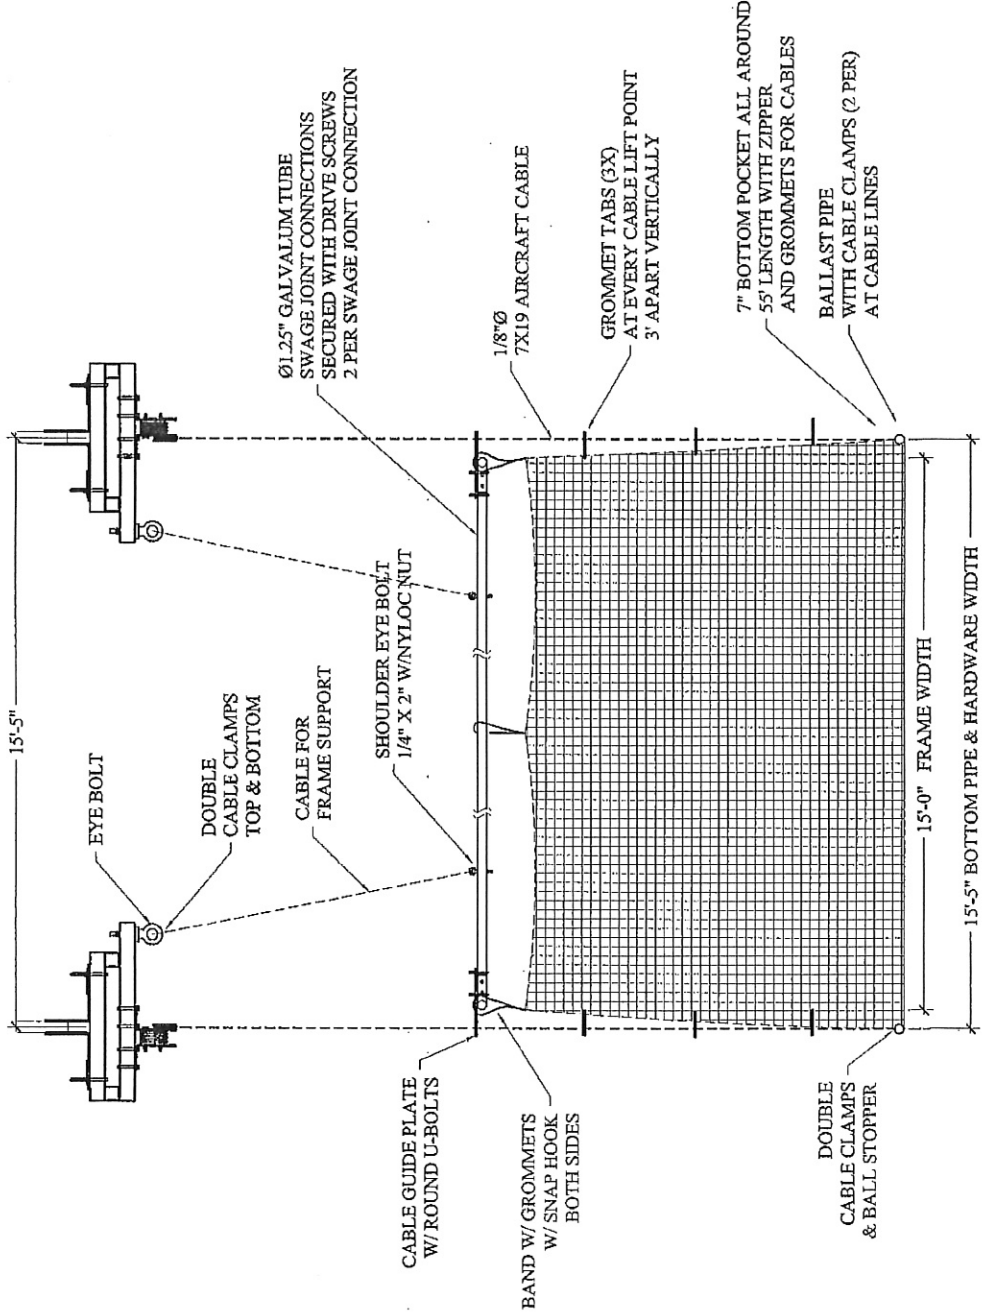 15'-5"
EYE BOLT
DOUBLE
CABLE CLAMPS
TOP & BOTTOM
CABLE FOR
FRAME SUPPORT
SHOULDER EYE BOLT
1/4" X 2" W/NYLOC NUT
Ø1.25" GALVALUM TUBE
SWAGE JOINT CONNECTIONS
SECURED WITH DRIVE SCREWS
2 PER SWAGE JOINT CONNECTION
1/8"Ø
7X19 AIRCRAFT CABLE
GROMMET TABS (3X)
AT EVERY CABLE LIFT POINT
3' APART VERTICALLY
7" BOTTOM POCKET ALL AROUND
55' LENGTH WITH ZIPPER
AND GROMMETS FOR CABLES
BALLAST PIPE
WITH CABLE CLAMPS (2 PER)
AT CABLE LINES
CABLE GUIDE PLATE
W/ ROUND U-BOLTS
BAND W/ GROMMETS
W/ SNAP HOOK
BOTH SIDES
DOUBLE
CABLE CLAMPS
& BALL STOPPER
15'-0" FRAME WIDTH
15'-5" BOTTOM PIPE & HARDWARE WIDTH